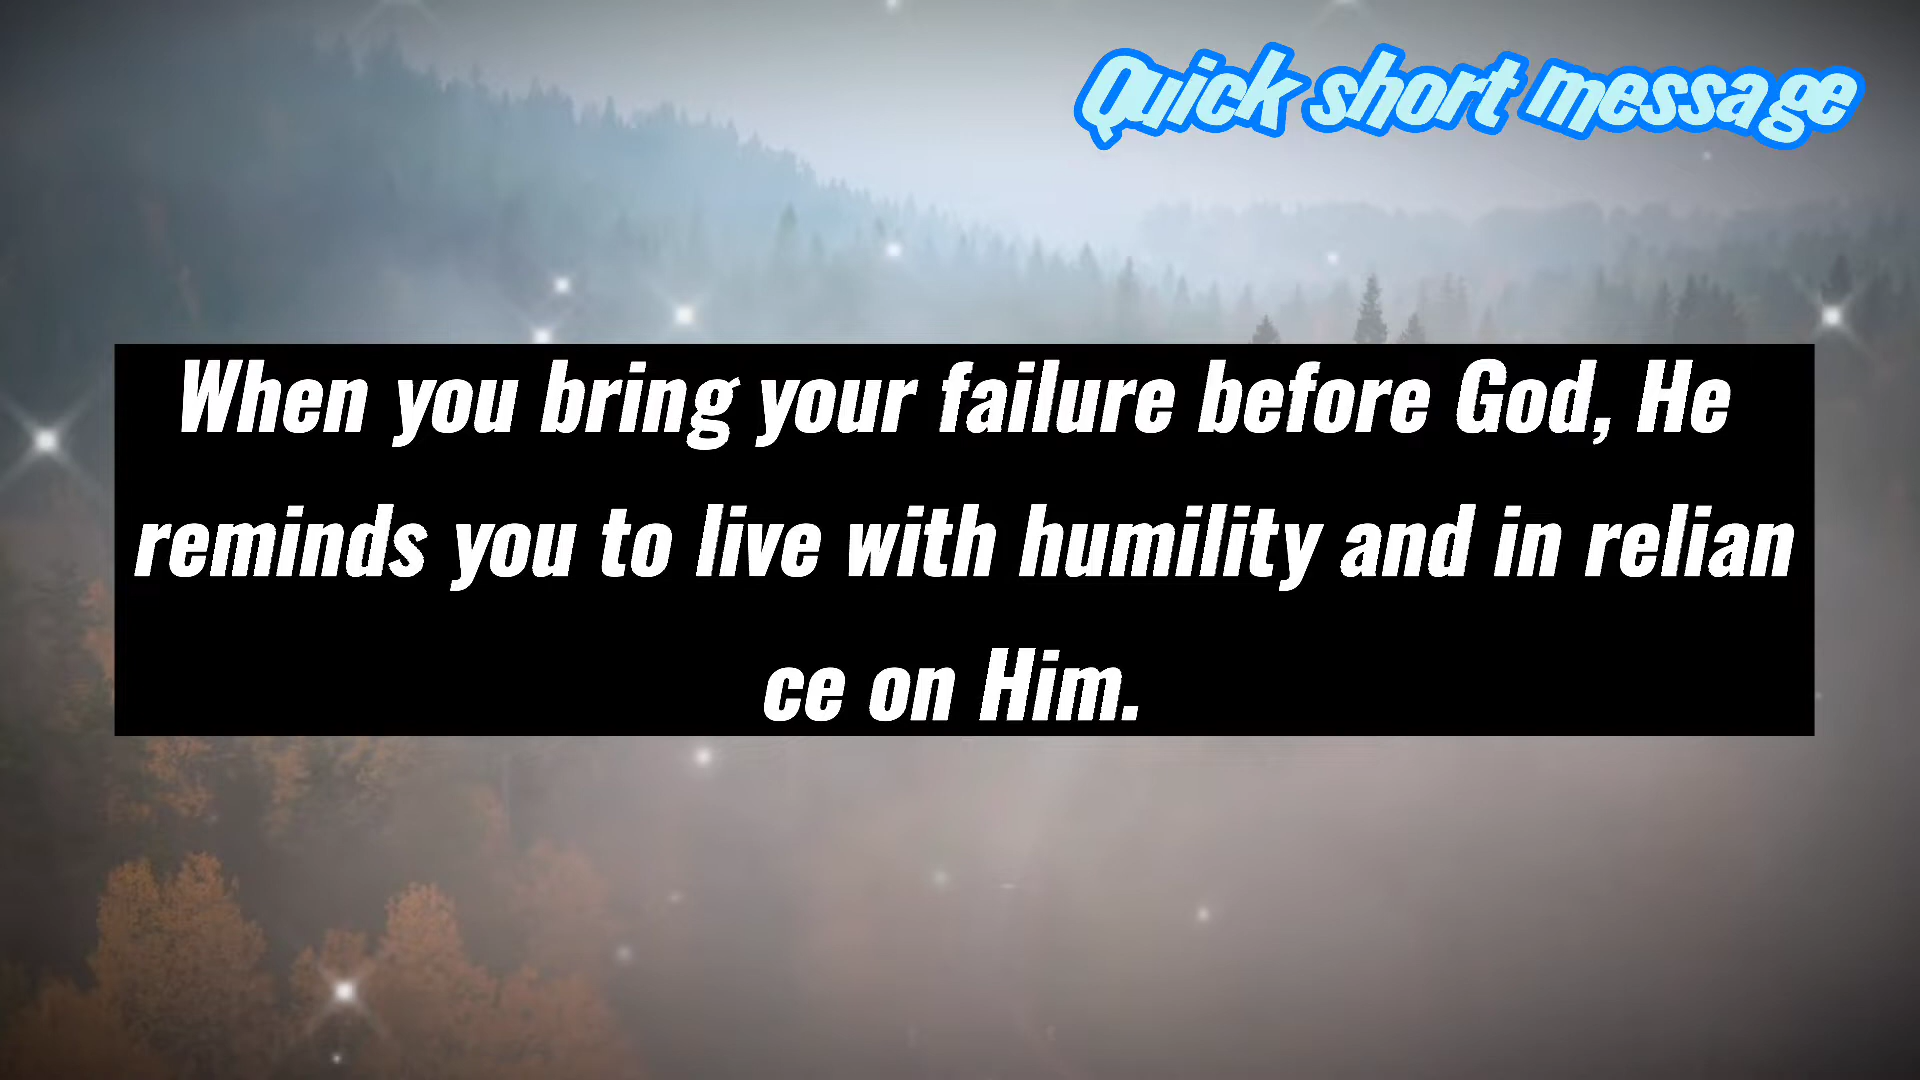 Quick short message
When you bring your failure before God, He
reminds you to live with humility and in relian
ce on Him.